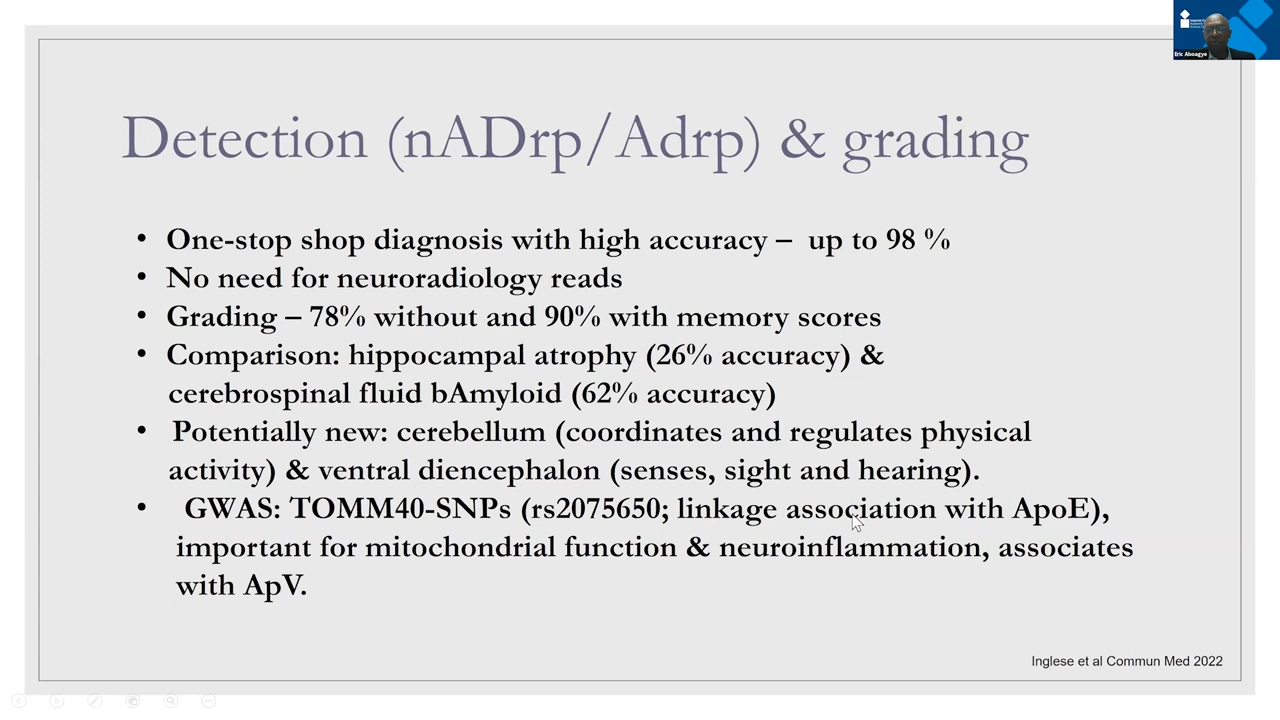 Detection (nADrp/Adrp) & grading
• One-stop shop diagnosis with high accuracy – up to 98 %
• No need for neuroradiology reads
• Grading – 78% without and 90% with memory scores
• Comparison: hippocampal atrophy (26% accuracy) &
cerebrospinal fluid bAmyloid (62% accuracy)
• Potentially new: cerebellum (coordinates and regulates physical
activity) & ventral diencephalon (senses, sight and hearing).
• GWAS: TOMM40-SNPs (rs2075650; linkage association with ApoE),
important for mitochondrial function & neuroinflammation, associates
with ApV.
Inglese et al Commun Med 2022
Eric Aboagye